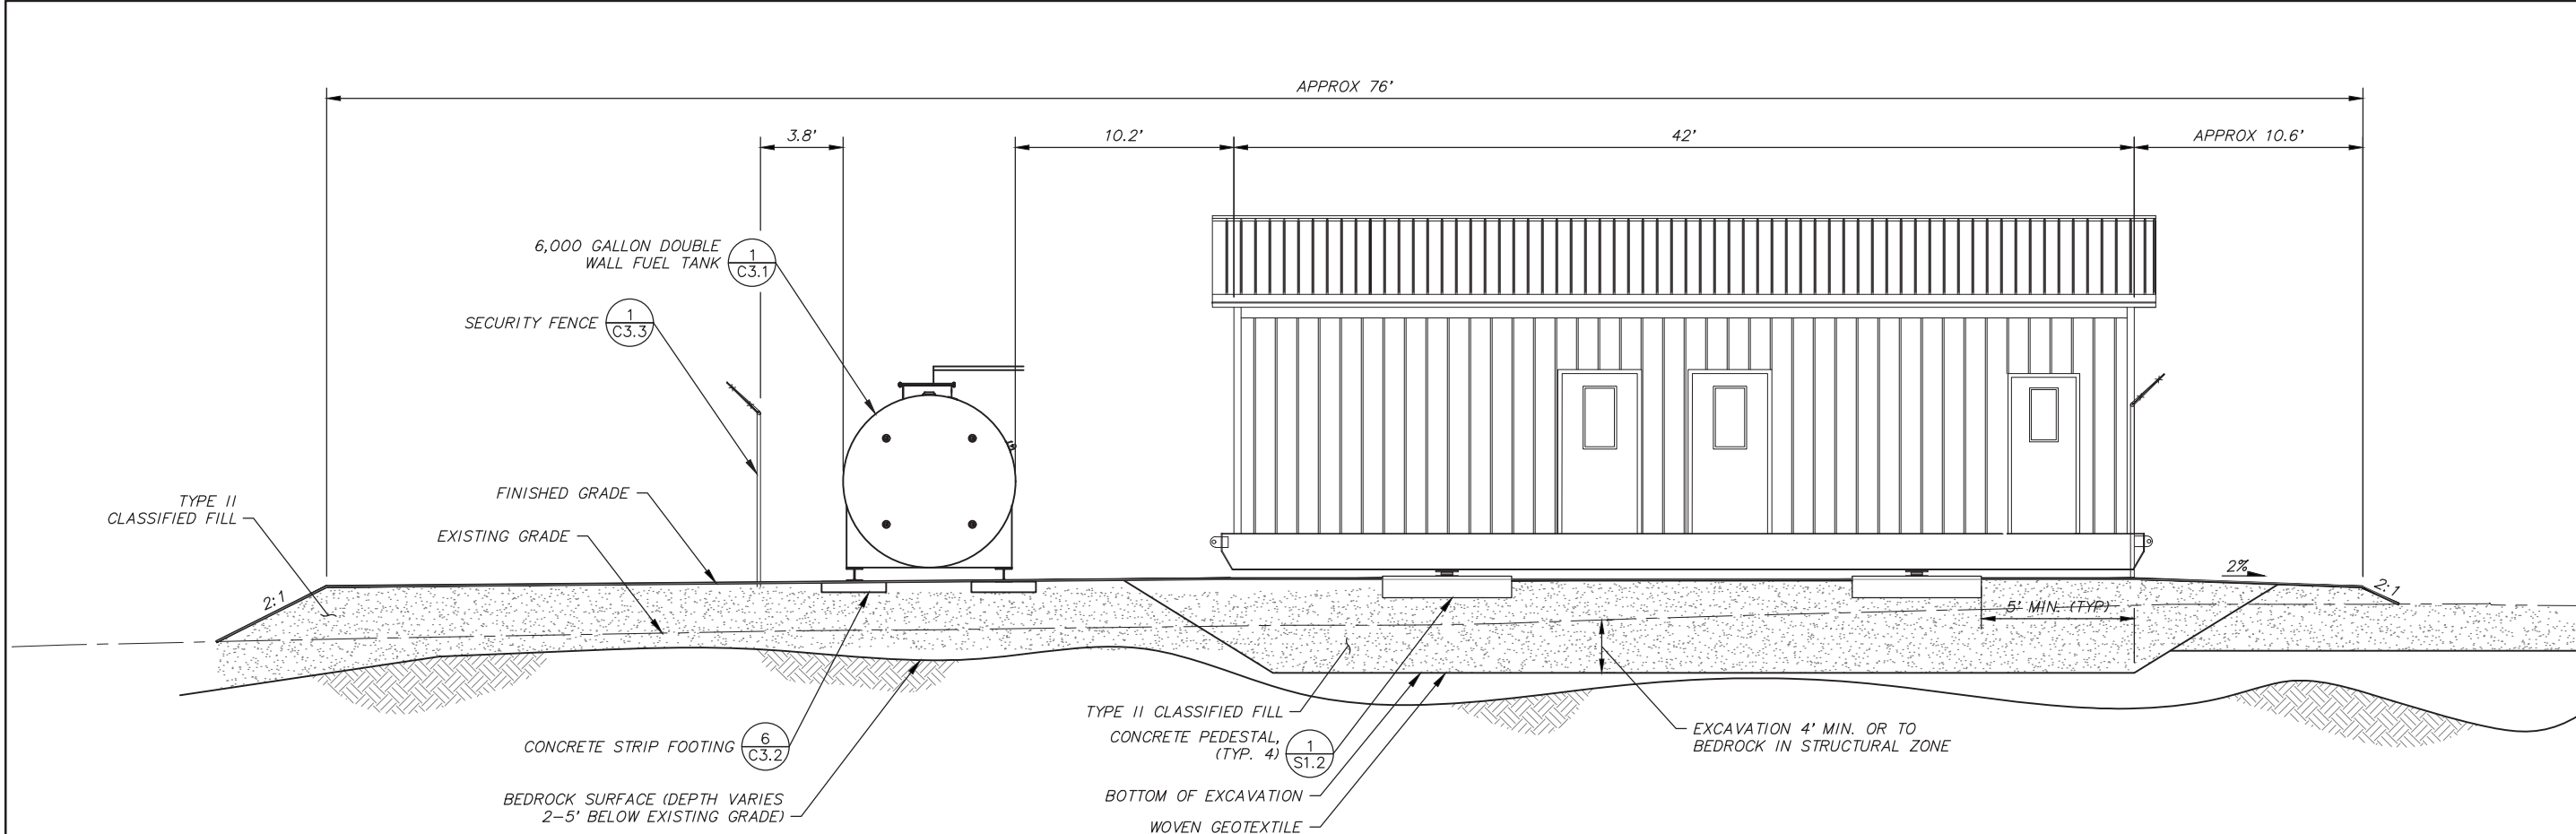 APPROX 76'
3.8'
10.2'
42'
APPROX 10.6'
6,000 GALLON DOUBLE
WALL FUEL TANK
1
C3.1
SECURITY FENCE
1
C3.3
TYPE II
CLASSIFIED FILL
FINISHED GRADE
EXISTING GRADE
2:1
2%
2:1
5' MIN. (TYP)
CONCRETE STRIP FOOTING
6
C3.2
BEDROCK SURFACE (DEPTH VARIES
2-5' BELOW EXISTING GRADE)
TYPE II CLASSIFIED FILL
CONCRETE PEDESTAL,
(TYP. 4)
1
S1.2
BOTTOM OF EXCAVATION
WOVEN GEOTEXTILE
EXCAVATION 4' MIN. OR TO
BEDROCK IN STRUCTURAL ZONE